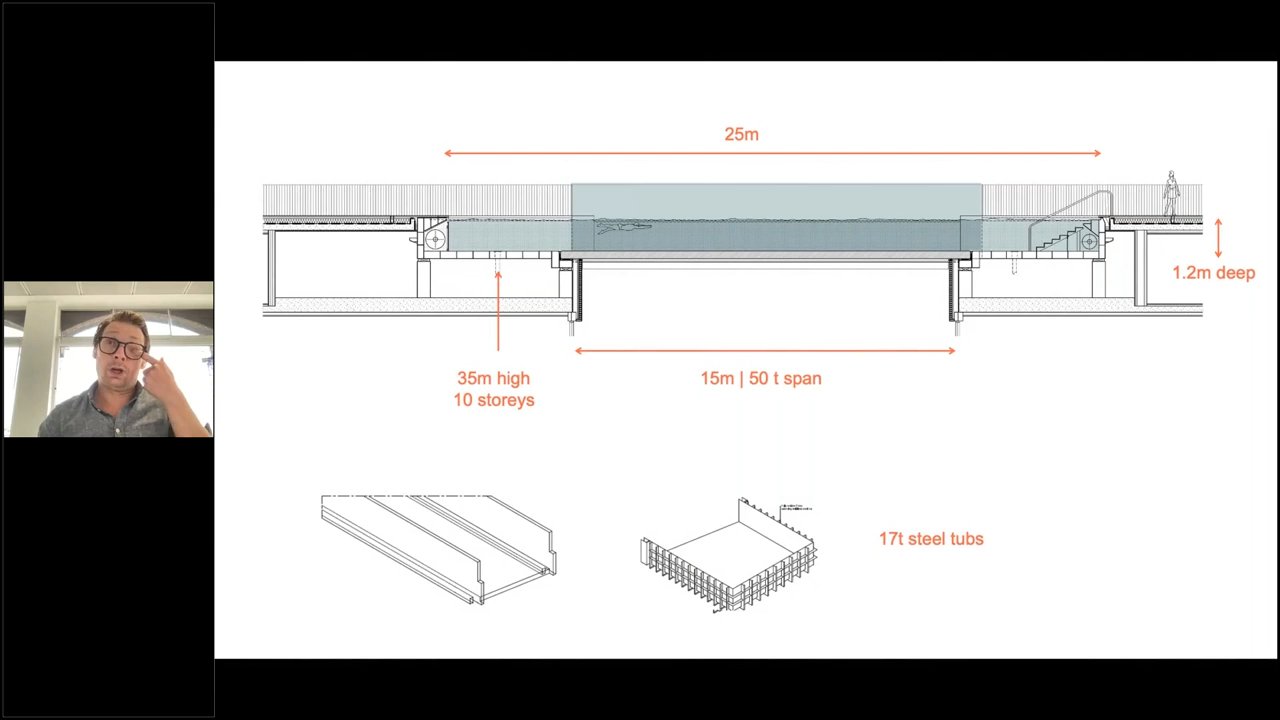 25m
1.2m deep
35m high
10 storeys
15m | 50 t span
17t steel tubs